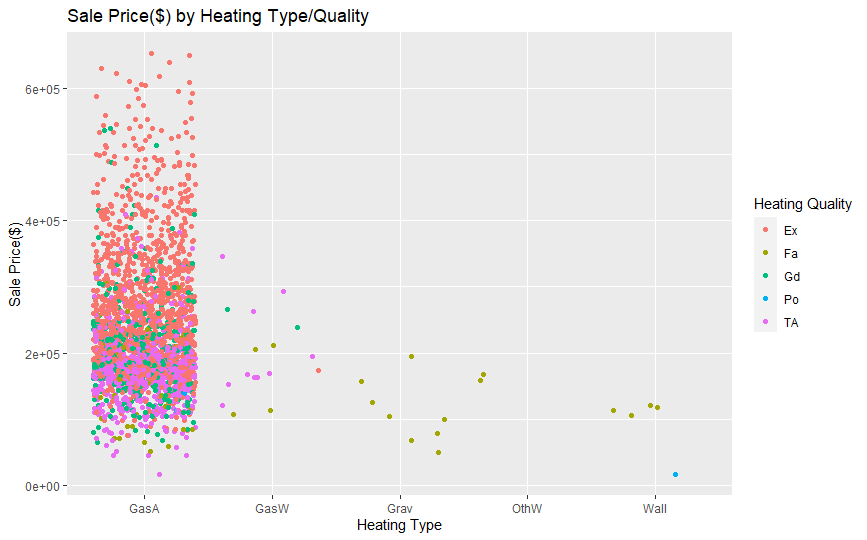 Sale Price($) by Heating Type/Quality
6e+05
4e+05
2e+05
0e+00
Sale Price($)
GasA GasW Grav OthW Wall
Heating Type
Heating Quality
Ex
Fa
Gd
Po
TA